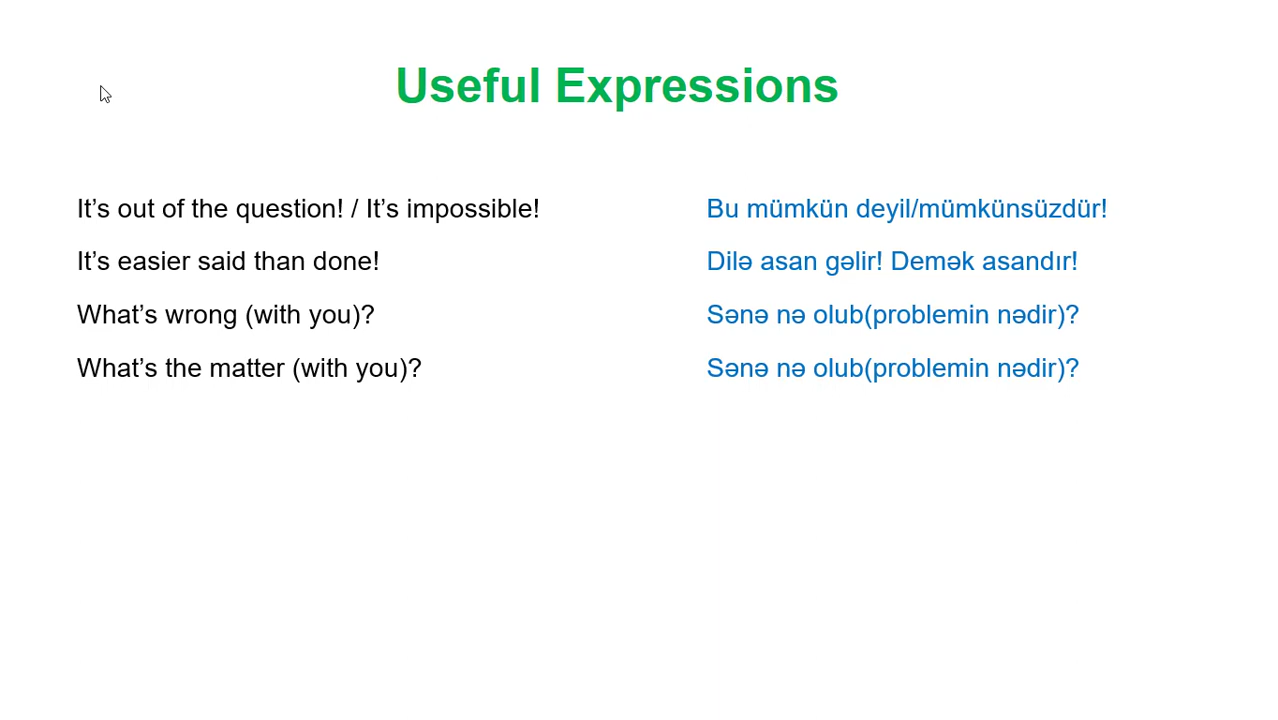 Useful Expressions
It’s out of the question! / It’s impossible! Bu mümkün deyil/mümkünsüzdür!
It’s easier said than done! Dilə asan gəlir! Demək asandır!
What’s wrong (with you)? Sənə nə olub(problemin nədir)?
What’s the matter (with you)? Sənə nə olub(problemin nədir)?